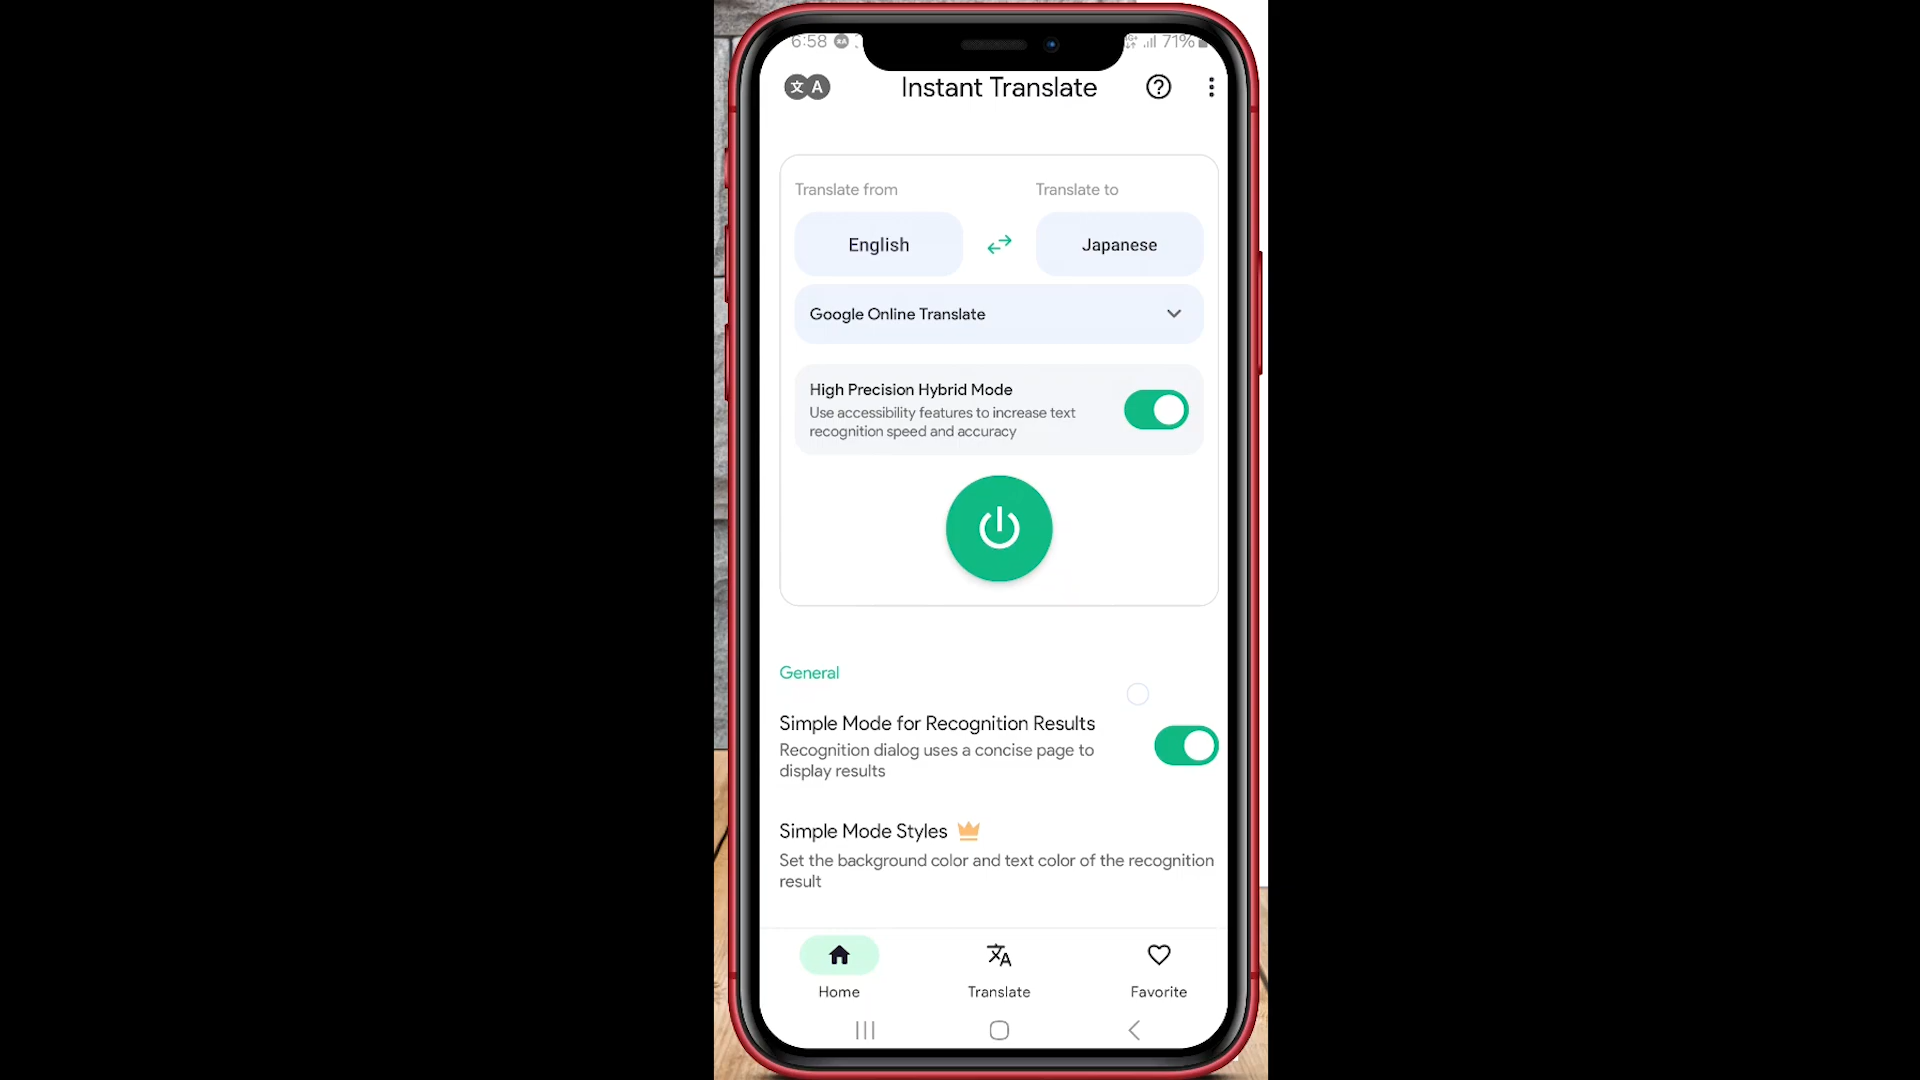 6:58 71%
Instant Translate
Translate from Translate to
English Japanese
Google Online Translate
High Precision Hybrid Mode
Use accessibility features to increase text
recognition speed and accuracy
General
Simple Mode for Recognition Results
Recognition dialog uses a concise page to
display results
Simple Mode Styles
Set the background color and text color of the recognition
result
Home Translate Favorite